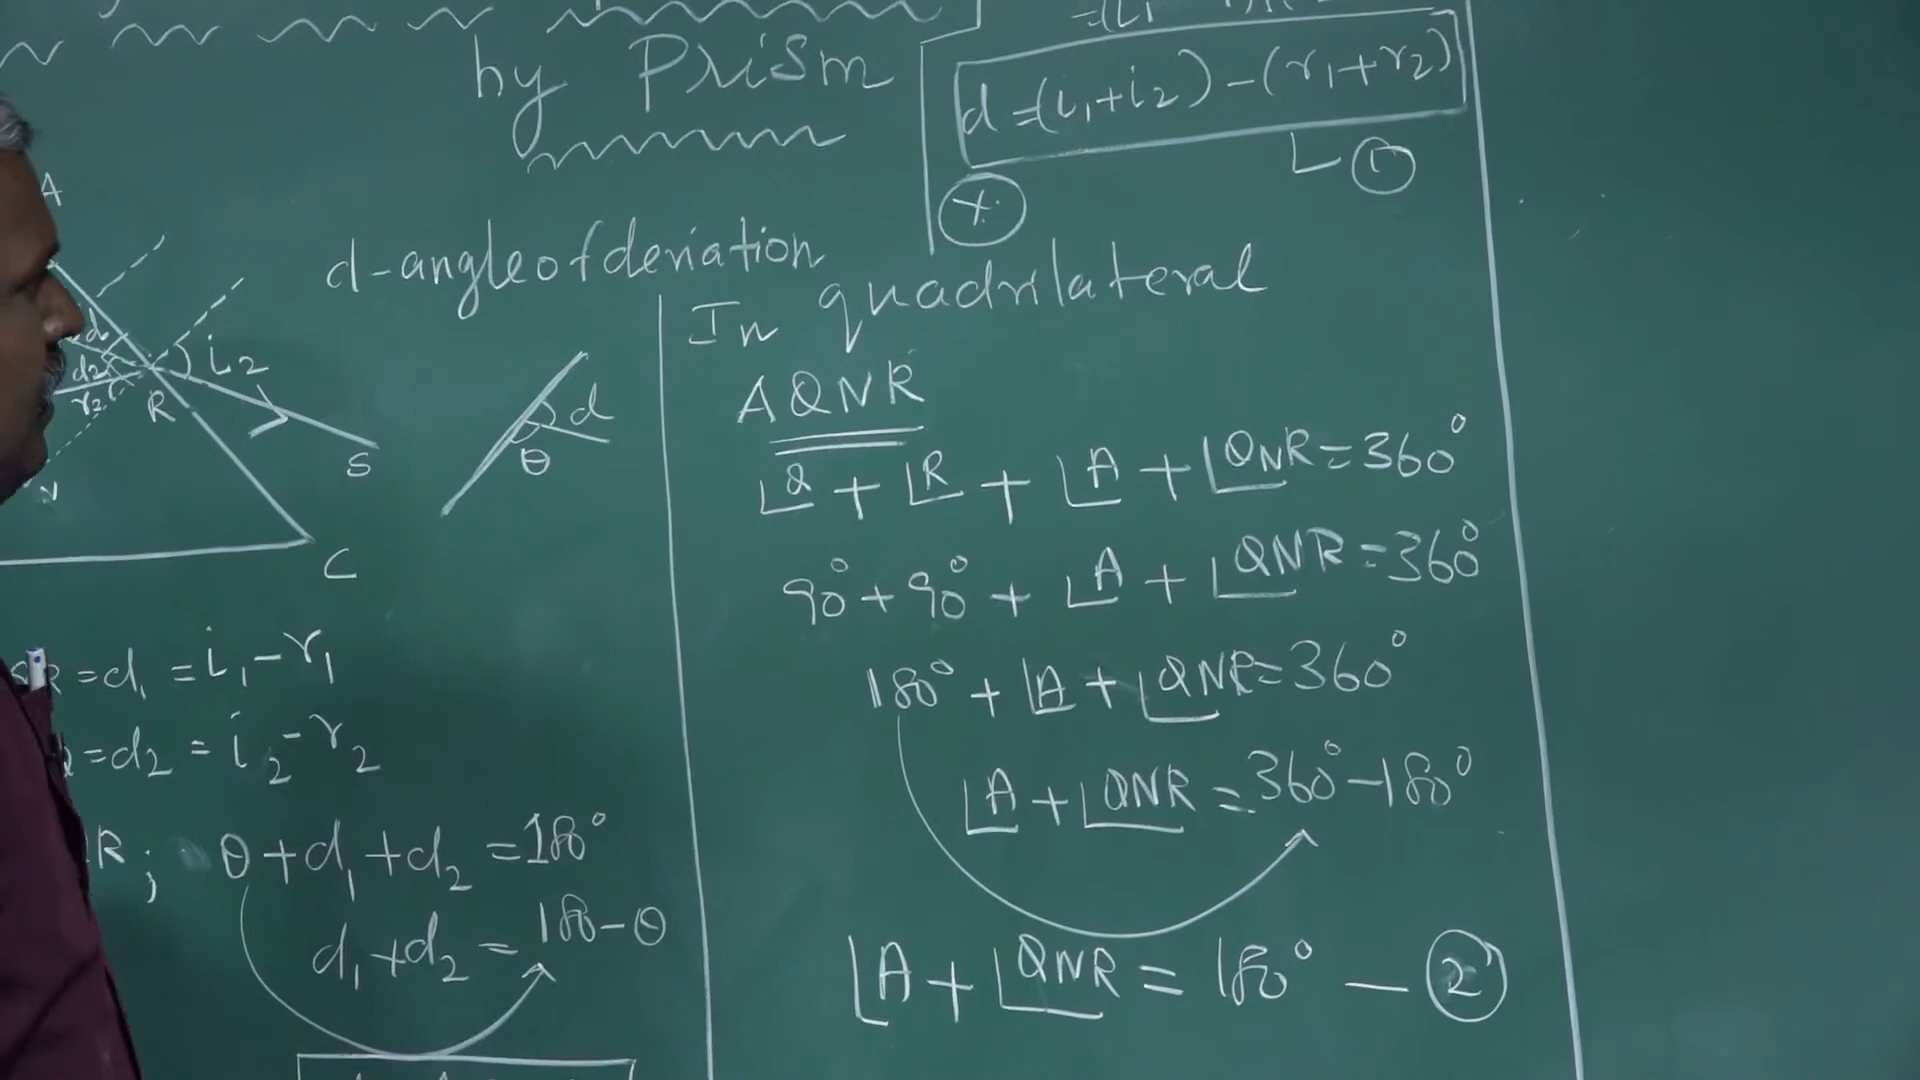 by Prism
d=(i₁+i₂)-(r₁+r₂)
①
*
d-angle of deviation
A
d
d₂
r₂
i₂
R
S
N
C
d
θ
R=d₁=i₁-r₁
=d₂=i₂-r₂
R; θ+d₁+d₂=180°
d₁+d₂=180-θ
In quadrilateral
AQNR
∠Q+∠R+∠A+∠QNR=360°
90°+90°+∠A+∠QNR=360°
180°+∠A+∠QNR=360°
∠A+∠QNR=360°-180°
∠A+∠QNR=180°-②